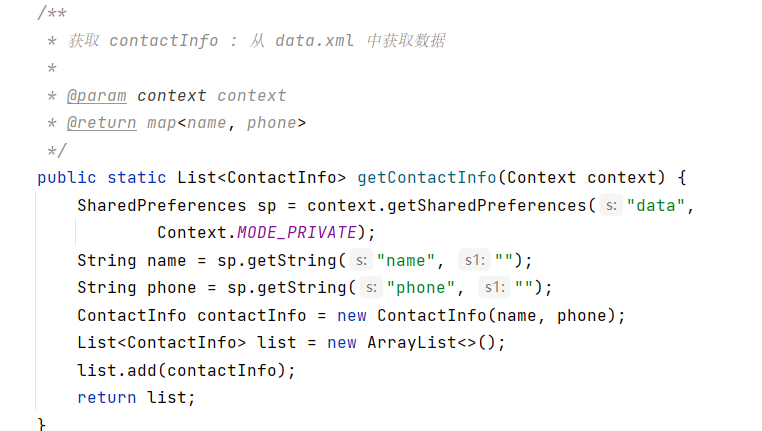 /**
 * 获取 contactInfo : 从 data.xml 中获取数据
 *
 * @param context context
 * @return map<name, phone>
 */
public static List<ContactInfo> getContactInfo(Context context) {
    SharedPreferences sp = context.getSharedPreferences( s: "data",
            Context.MODE_PRIVATE);
    String name = sp.getString( s: "name", s1: "");
    String phone = sp.getString( s: "phone", s1: "");
    ContactInfo contactInfo = new ContactInfo(name, phone);
    List<ContactInfo> list = new ArrayList<>();
    list.add(contactInfo);
    return list;
}